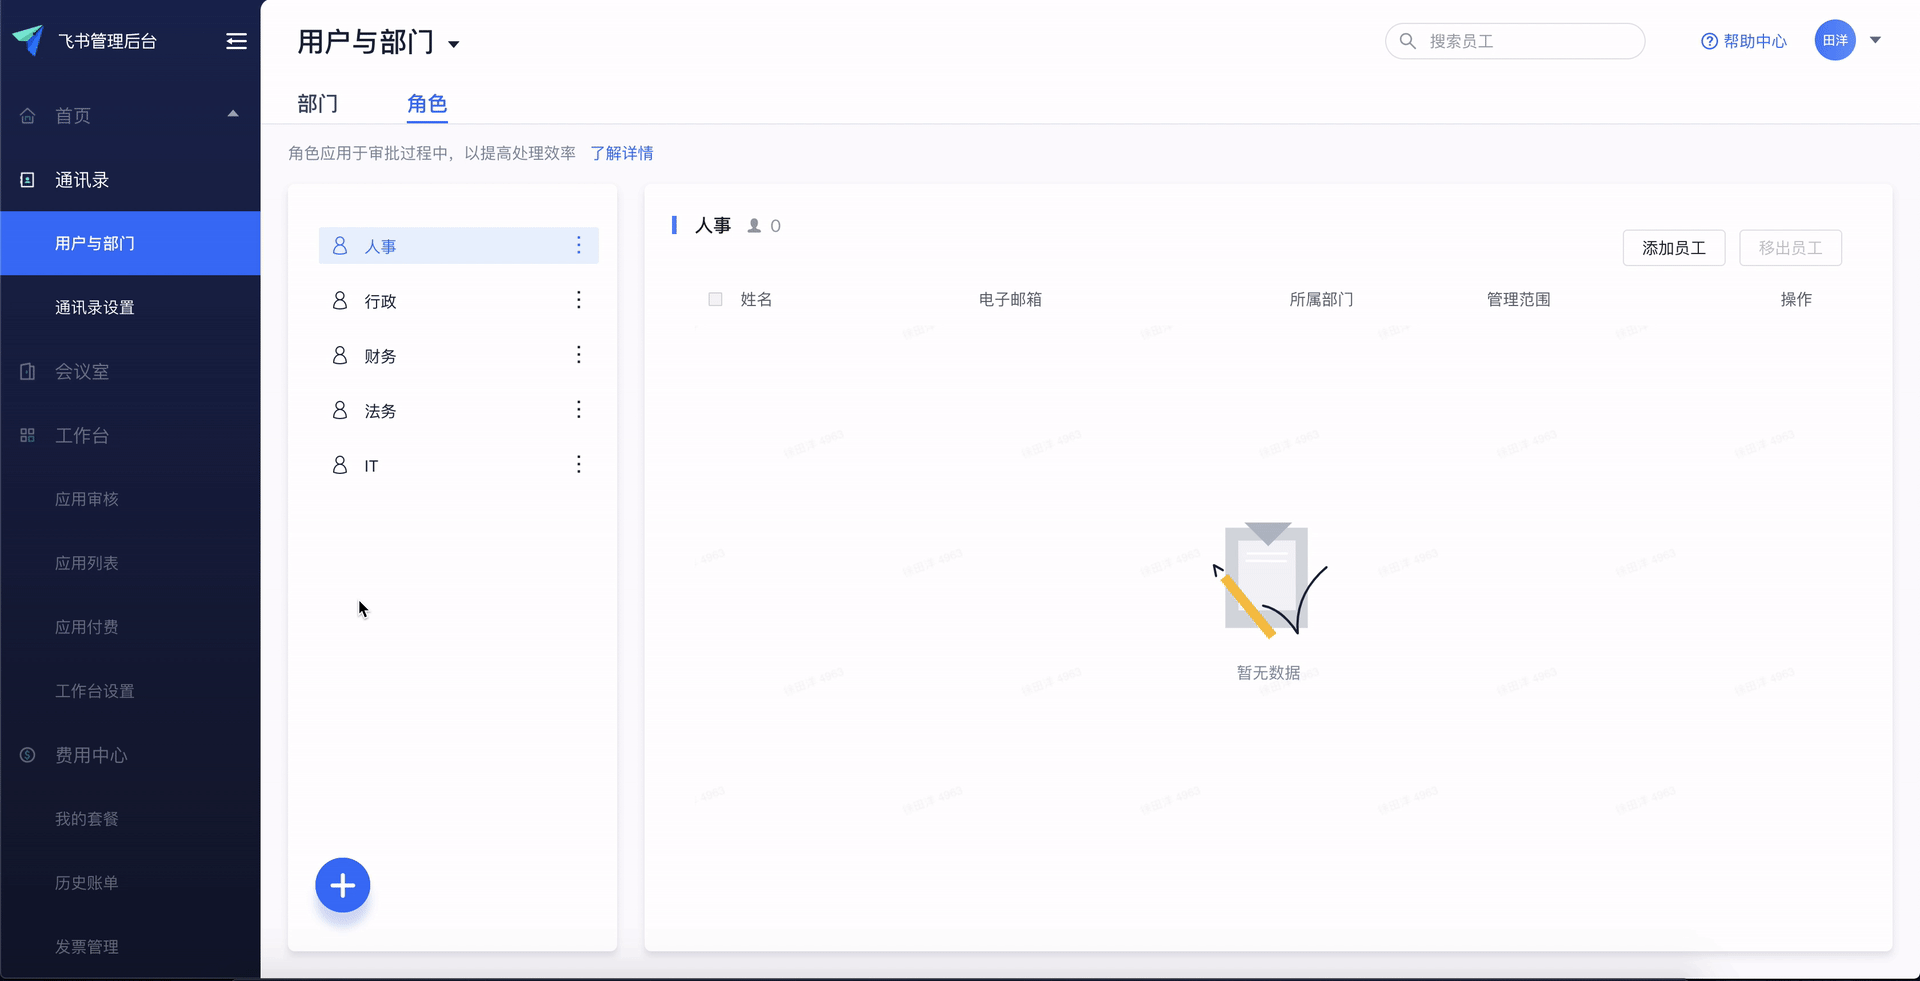 飞书管理后台
首页
通讯录
用户与部门
通讯录设置
会议室
工作台
应用审核
应用列表
应用付费
工作台设置
费用中心
我的套餐
历史账单
发票管理
用户与部门
搜索员工
帮助中心
田洋
部门
角色
角色应用于审批过程中，以提高处理效率 了解详情
人事
行政
财务
法务
IT
人事 0
添加员工
移出员工
姓名 电子邮箱 所属部门 管理范围 操作
暂无数据